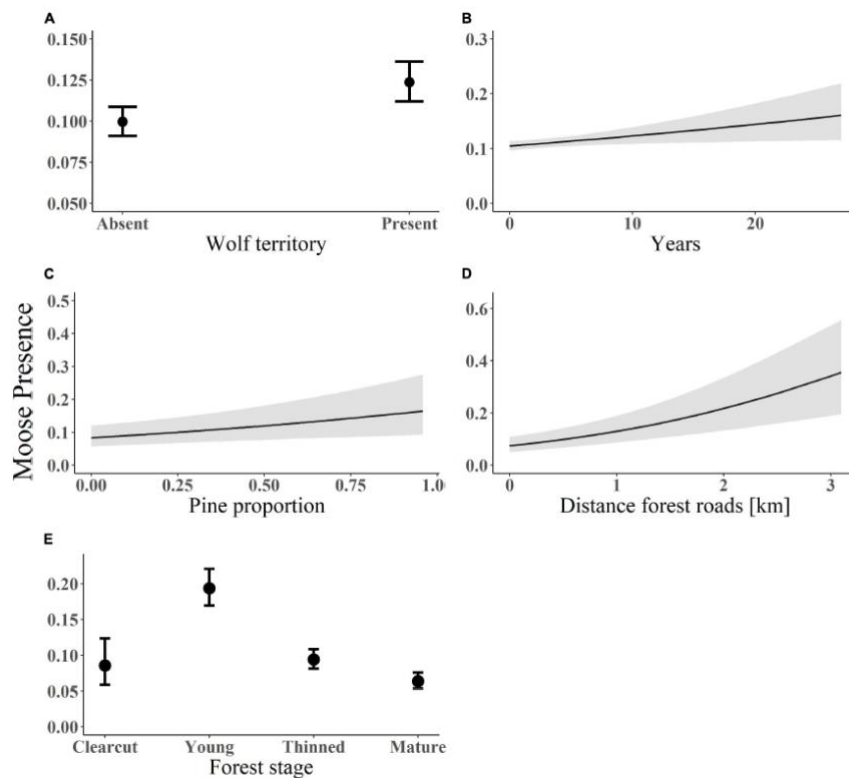 A
0.150
0.125
0.100
0.075
0.050
Absent Present
Wolf territory
B
0.3
0.2
0.1
0.0
0 10 20
Years
Moose Presence
C
0.5
0.4
0.3
0.2
0.1
0.0
0.00 0.25 0.50 0.75 1.0
Pine proportion
D
0.6
0.4
0.2
0.0
0 1 2 3
Distance forest roads [km]
E
0.20
0.15
0.10
0.05
0.00
Clearcut Young Thinned Mature
Forest stage